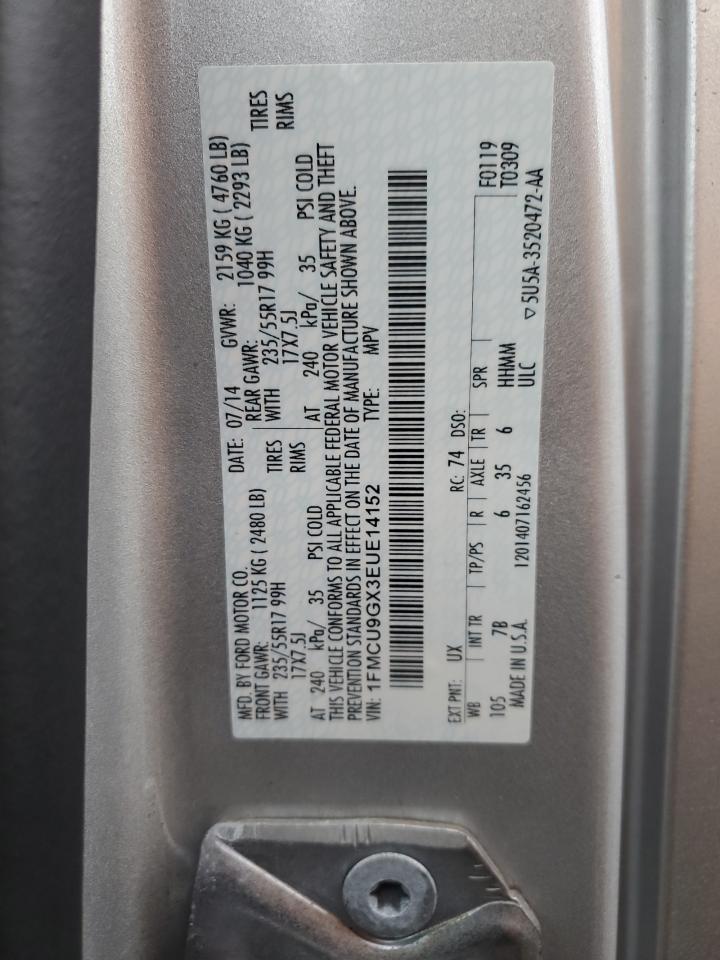 MFD. BY FORD MOTOR CO. DATE: 07/14 GVWR: 2159 KG ( 4760 LB)
FRONT GAWR: 1125 KG ( 2480 LB) REAR GAWR: 1040 KG ( 2293 LB)
WITH 235/55R17 99H TIRES WITH 235/55R17 99H TIRES
17X7.5J RIMS 17X7.5J RIMS
AT 240 kPa/ 35 PSI COLD AT 240 kPa/ 35 PSI COLD
THIS VEHICLE CONFORMS TO ALL APPLICABLE FEDERAL MOTOR VEHICLE SAFETY AND THEFT
PREVENTION STANDARDS IN EFFECT ON THE DATE OF MANUFACTURE SHOWN ABOVE.
VIN: 1FMCU9GX3EUE14152 TYPE: MPV
EXT PNT: UX RC: 74 DSO: F0119
WB INT TR TP/PS R AXLE TR SPR T0309
105 7B 6 35 6 HHMM
MADE IN U.S.A. 1201407162456 ULC ▽5U5A-3520472-AA